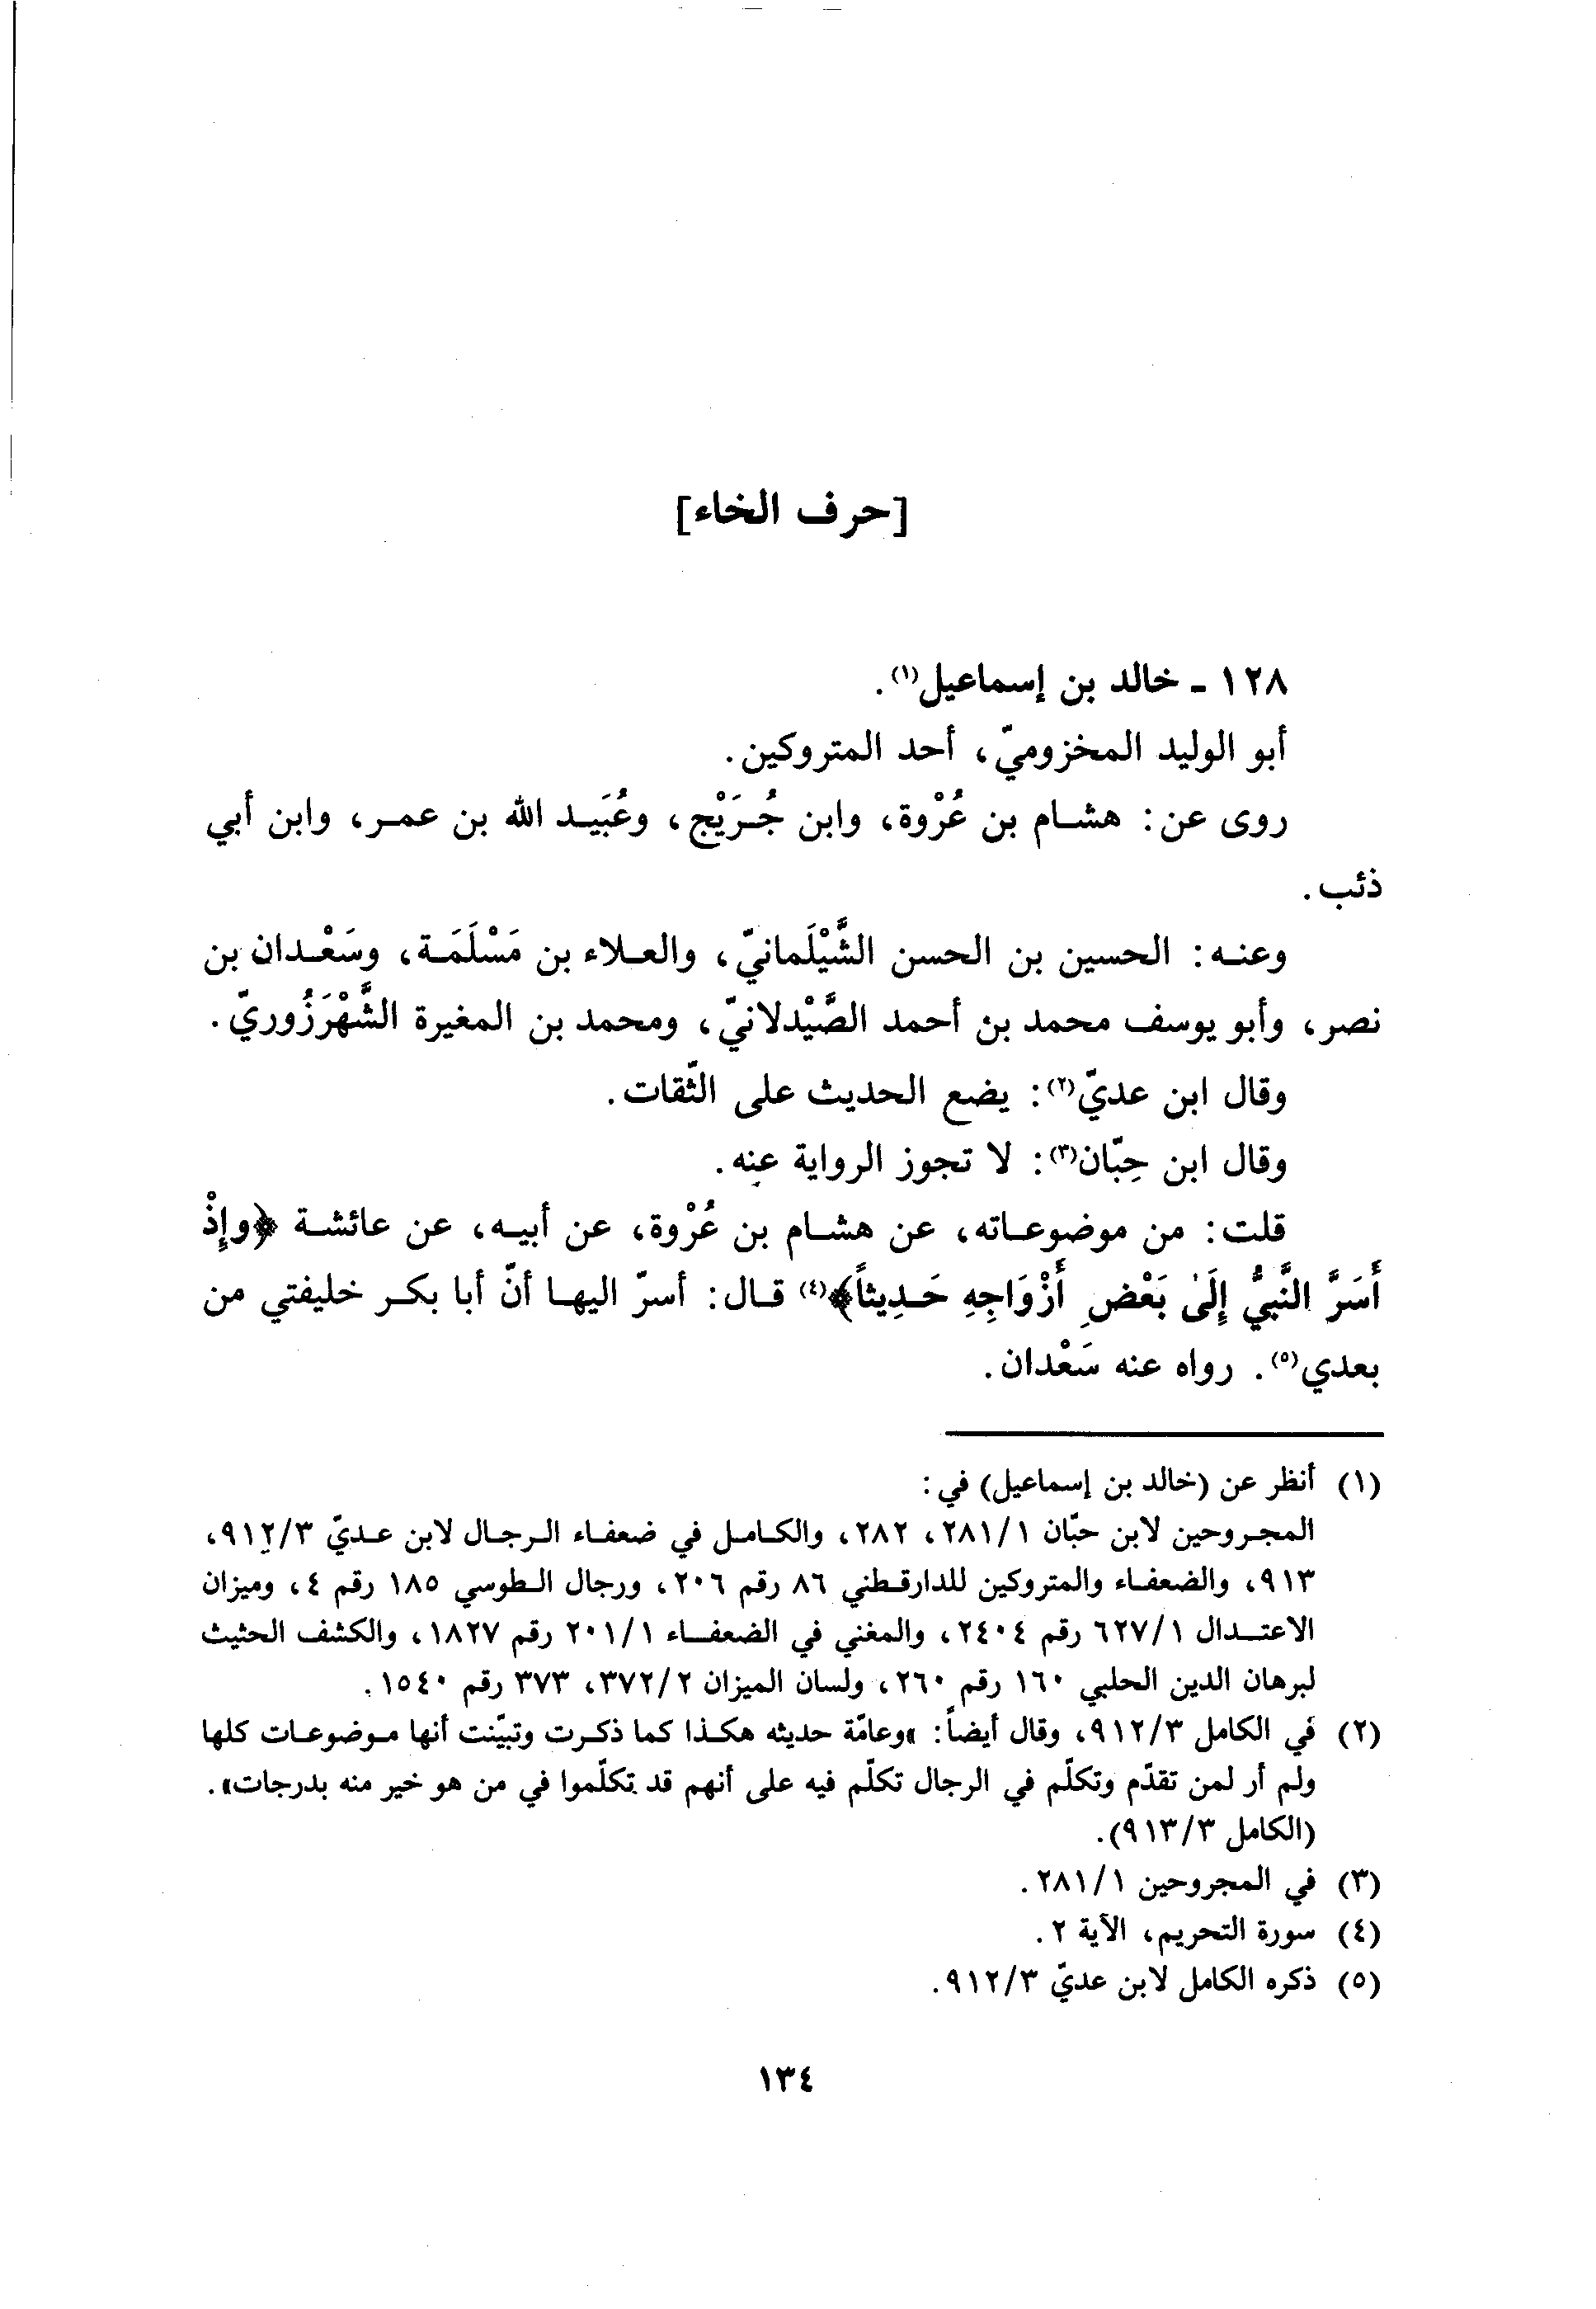 [حرف الخاء]
١٢٨ - خالد بن إسماعيل(١).
أبو الوليد المخزوميّ، أحد المتروكين.
روى عن: هشام بن عُرْوة، وابن جُرَيْج، وعُبَيد الله بن عمر، وابن أبي
ذئب.
وعنه: الحسين بن الحسن الشَّيْلَمانيّ، والعلاء بن مَسْلَمَة، وسَعْدان بن
نصر، وأبو يوسف محمد بن أحمد الصَّيْدلانيّ، ومحمد بن المغيرة الشَّهْرَزُوريّ.
وقال ابن عديّ(٢): يضع الحديث على الثّقات.
وقال ابن حِبّان(٣): لا تجوز الرواية عنه.
قلت: من موضوعاته، عن هشام بن عُرْوة، عن أبيه، عن عائشة ﴿وإِذْ
أَسَرَّ النَّبيُّ إِلَىٰ بَعْضِ أَزْوَاجِهِ حَدِيثاً﴾(٤) قال: أسرّ اليها أنّ أبا بكر خليفتي من
بعدي(٥). رواه عنه سَعْدان.
(١) أنظر عن (خالد بن إسماعيل) في:
المجروحين لابن حبّان ١/٢٨١، ٢٨٢، والكامل في ضعفاء الرجال لابن عديّ ٣/٩١٢،
٩١٣، والضعفاء والمتروكين للدارقطني ٨٦ رقم ٢٠٦، ورجال الطوسي ١٨٥ رقم ٤، وميزان
الاعتدال ١/٦٢٧ رقم ٢٤٠٤، والمغني في الضعفاء ١/٢٠١ رقم ١٨٢٧، والكشف الحثيث
لبرهان الدين الحلبي ١٦٠ رقم ٢٦٠، ولسان الميزان ٢/٣٧٢، ٣٧٣ رقم ١٥٤٠.
(٢) في الكامل ٣/٩١٢، وقال أيضاً: «وعامّة حديثه هكذا كما ذكرت وتبيّنت أنها موضوعات كلها
ولم أر لمن تقدّم وتكلّم في الرجال تكلّم فيه على أنهم قد تكلّموا في من هو خير منه بدرجات».
(الكامل ٣/٩١٣).
(٣) في المجروحين ١/٢٨١.
(٤) سورة التحريم، الآية ٢.
(٥) ذكره الكامل لابن عديّ ٣/٩١٢.
١٣٤